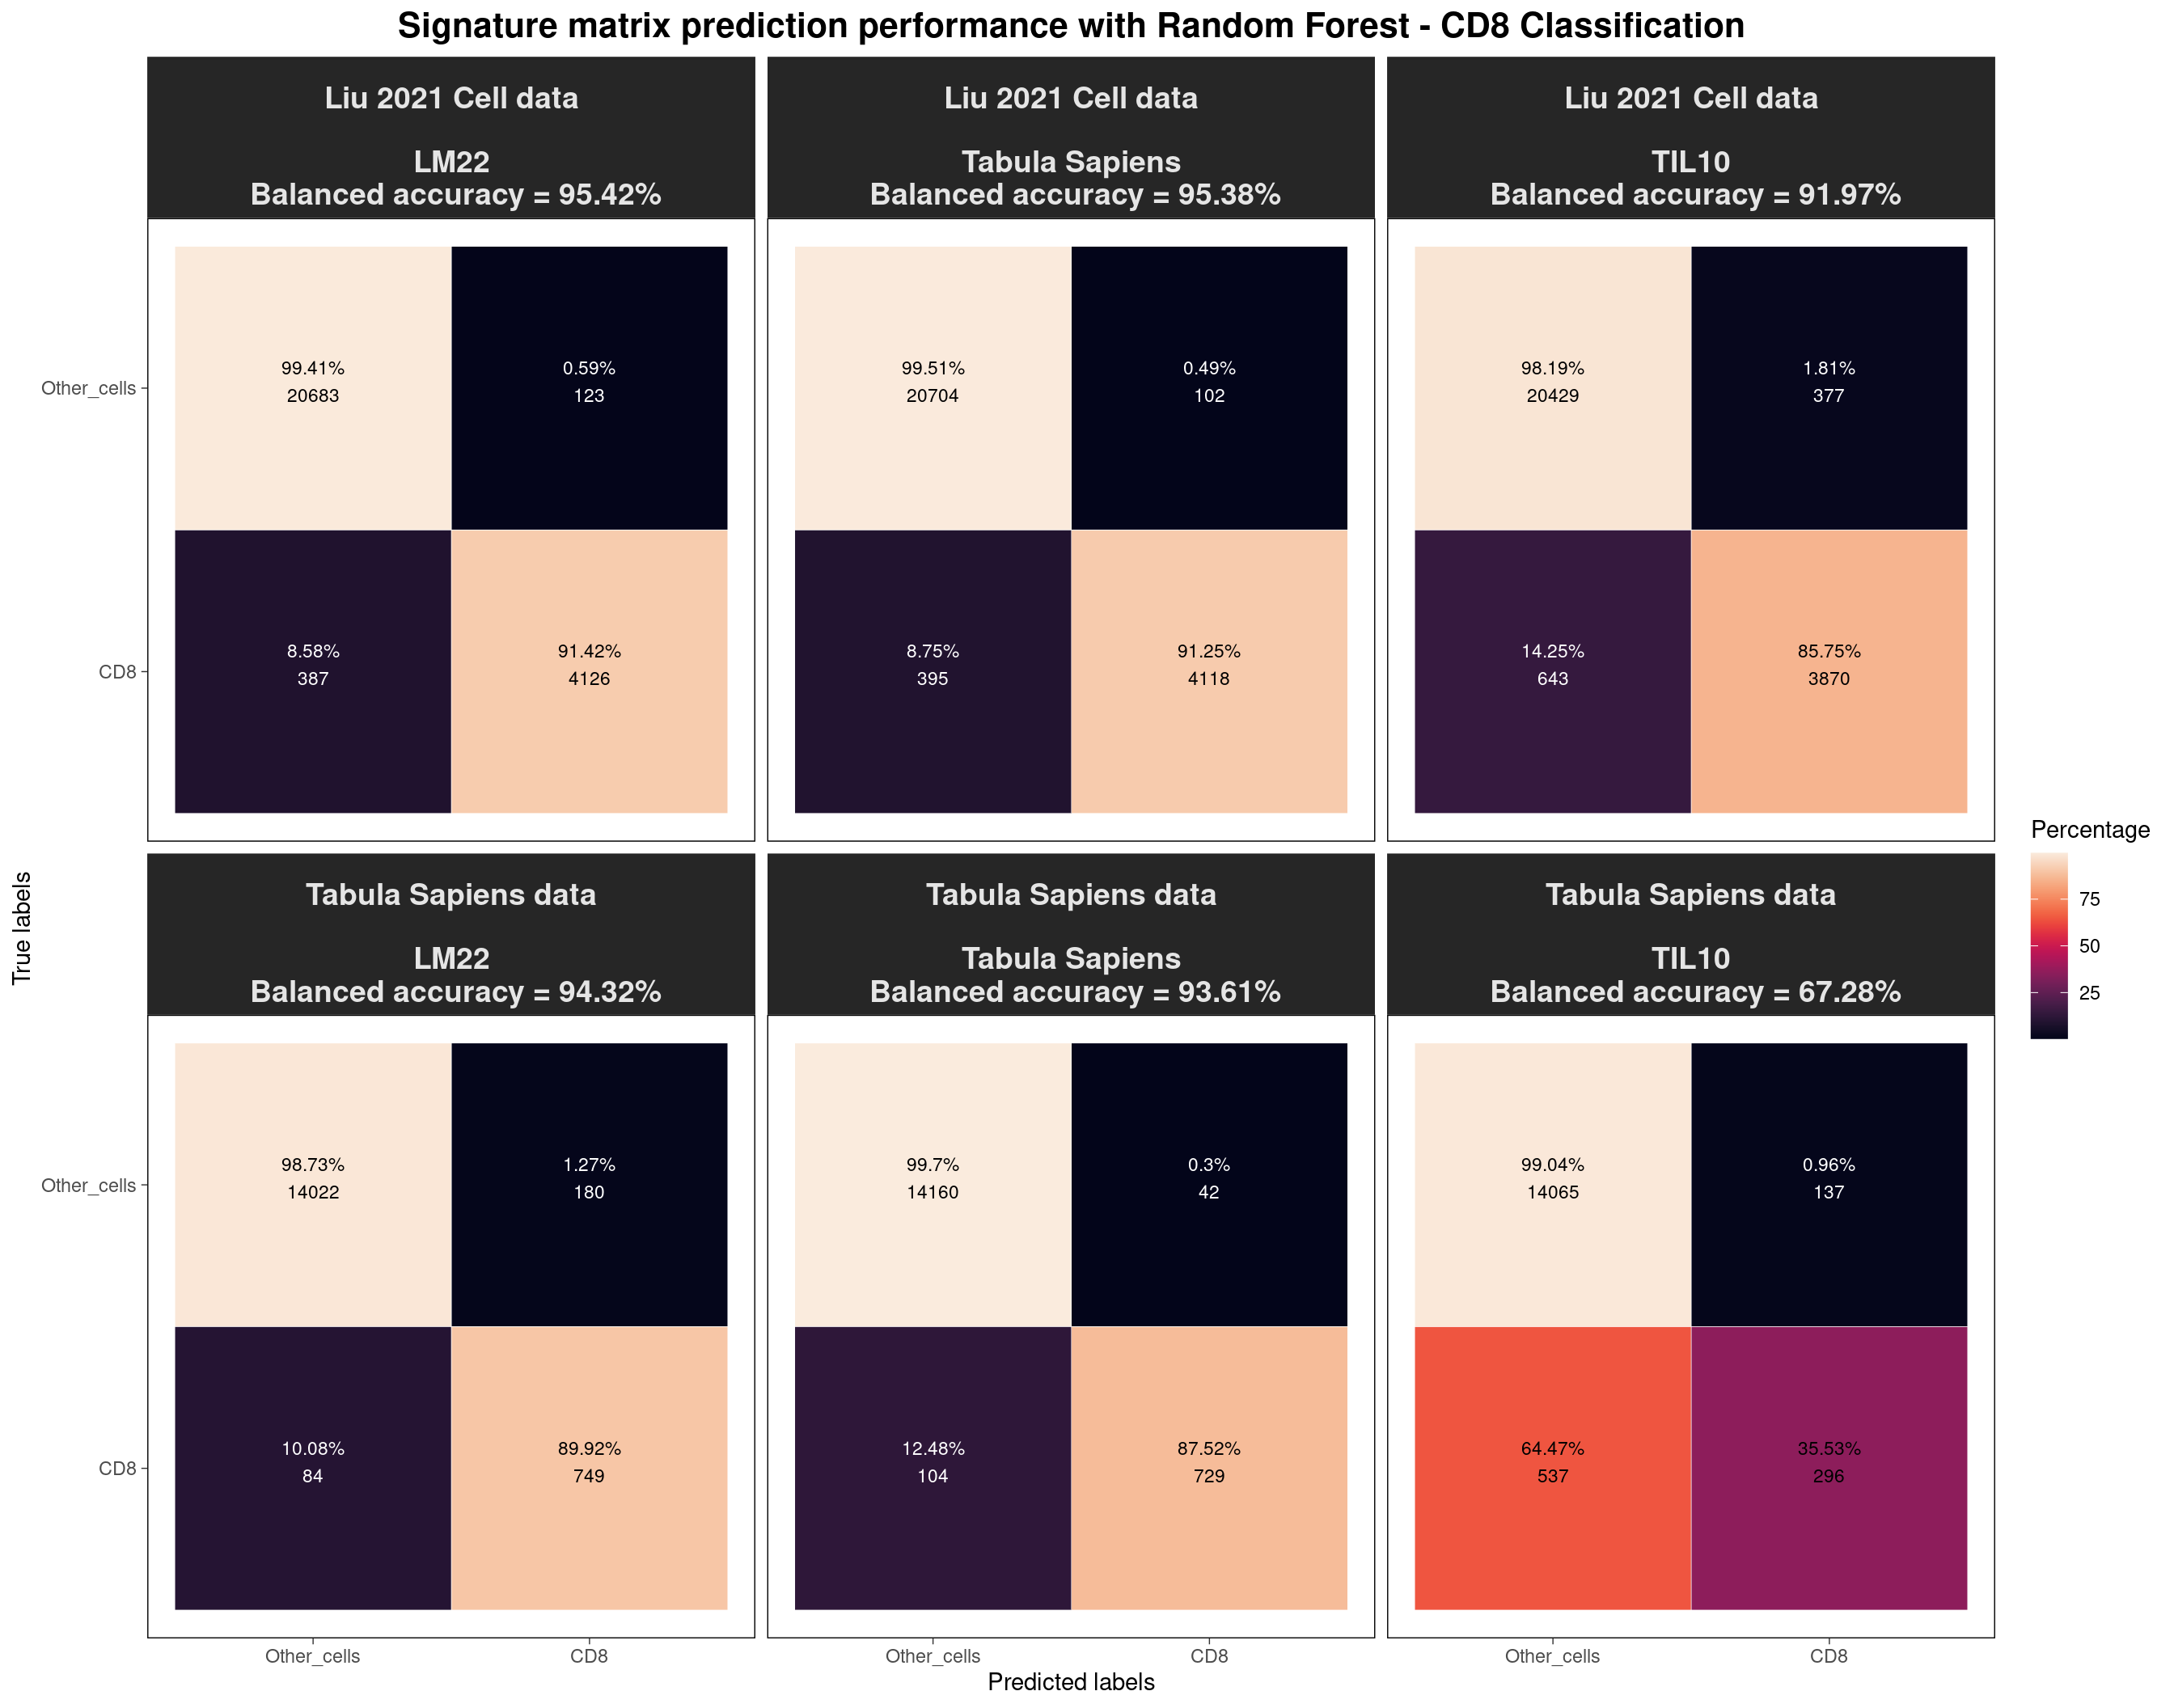 Signature matrix prediction performance with Random Forest - CD8 Classification
Liu 2021 Cell data
LM22
Balanced accuracy = 95.42%
Liu 2021 Cell data
Tabula Sapiens
Balanced accuracy = 95.38%
Liu 2021 Cell data
TIL10
Balanced accuracy = 91.97%
True labels
Other_cells
CD8
99.41%
20683
0.59%
123
8.58%
387
91.42%
4126
99.51%
20704
0.49%
102
8.75%
395
91.25%
4118
98.19%
20429
1.81%
377
14.25%
643
85.75%
3870
Tabula Sapiens data
LM22
Balanced accuracy = 94.32%
Tabula Sapiens data
Tabula Sapiens
Balanced accuracy = 93.61%
Tabula Sapiens data
TIL10
Balanced accuracy = 67.28%
Other_cells
CD8
98.73%
14022
1.27%
180
10.08%
84
89.92%
749
99.7%
14160
0.3%
42
12.48%
104
87.52%
729
99.04%
14065
0.96%
137
64.47%
537
35.53%
296
Other_cells
CD8
Other_cells
CD8
Other_cells
CD8
Predicted labels
Percentage
75
50
25